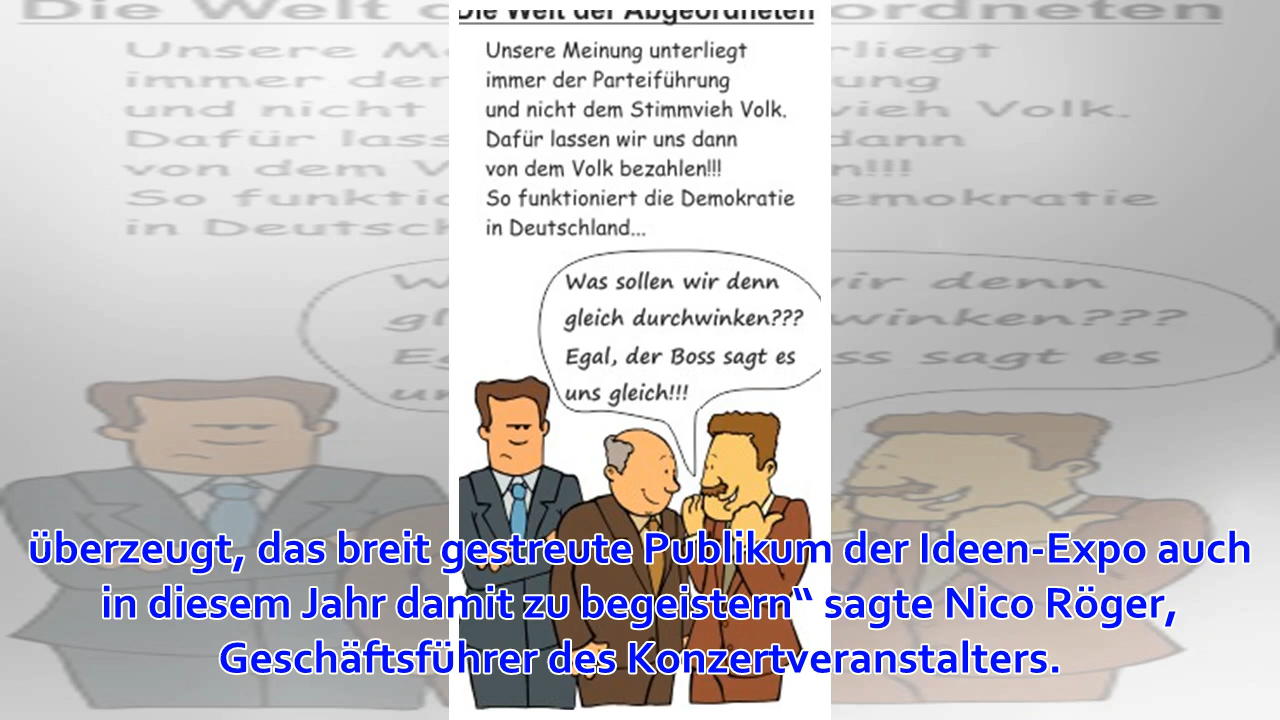 Die Welt der Abgeordneten
Unsere Meinung unterliegt
immer der Parteiführung
und nicht dem Stimmvieh Volk.
Dafür lassen wir uns dann
von dem Volk bezahlen!!!
So funktioniert die Demokratie
in Deutschland...
Was sollen wir denn
gleich durchwinken???
Egal, der Boss sagt es
uns gleich!!!
überzeugt, das breit gestreute Publikum der Ideen-Expo auch
in diesem Jahr damit zu begeistern“ sagte Nico Röger,
Geschäftsführer des Konzertveranstalters.